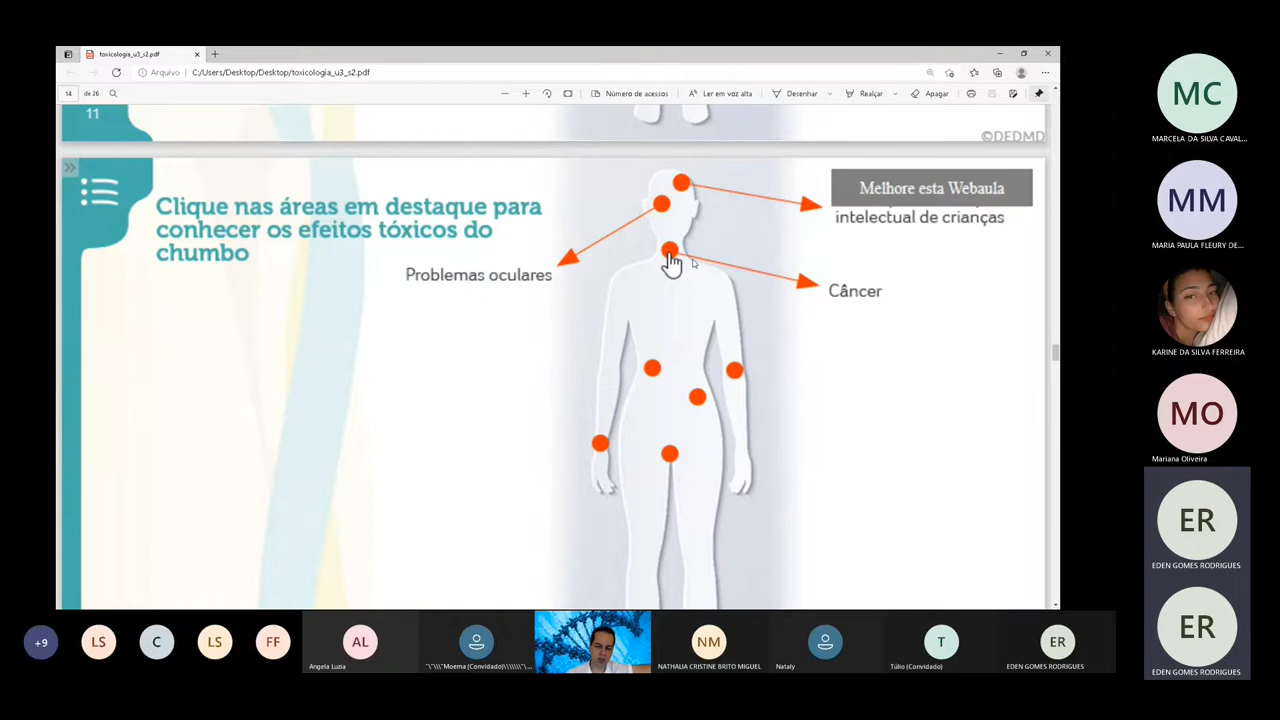 toxicologia_u3_s2.pdf
Arquivo
C:/Users/Desktop/Desktop/toxicologia_u3_s2.pdf
14
de 26
Número de acessos
Ler em voz alta
Desenhar
Realçar
Apagar
11
©DEDMD
Clique nas áreas em destaque para
conhecer os efeitos tóxicos do
chumbo
Melhore esta Webaula
intelectual de crianças
Problemas oculares
Câncer
MC
MARCELA DA SILVA CAVAL...
MM
MARIA PAULA FLEURY DE...
KARINE DA SILVA FERREIRA
MO
Mariana Oliveira
ER
EDEN GOMES RODRIGUES
ER
EDEN GOMES RODRIGUES
+9
LS
C
LS
FF
AL
Angela Luzia
Moema (Convidado)
NM
NATHALIA CRISTINE BRITO MIGUEL
Nataly
T
Túlio (Convidado)
ER
EDEN GOMES RODRIGUES